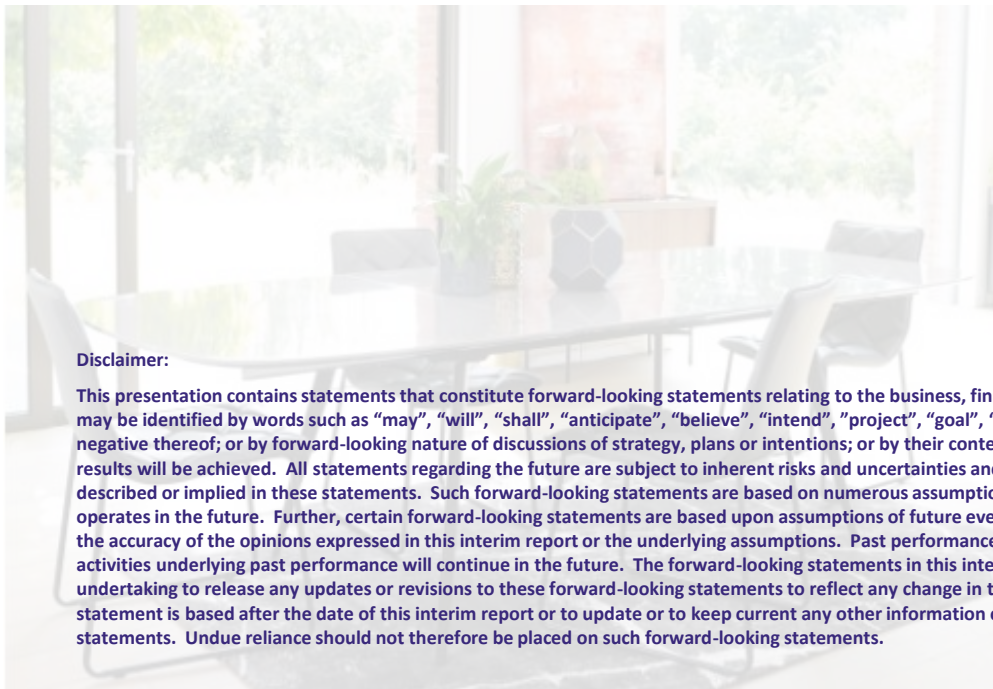 Disclaimer:
This presentation contains statements that constitute forward-looking statements relating to the business, fin
may be identified by words such as “may”, “will”, “shall”, “anticipate”, “believe”, “intend”, ”project”, “goal”, “
negative thereof; or by forward-looking nature of discussions of strategy, plans or intentions; or by their conte
results will be achieved.  All statements regarding the future are subject to inherent risks and uncertainties and
described or implied in these statements.  Such forward-looking statements are based on numerous assumptio
operates in the future.  Further, certain forward-looking statements are based upon assumptions of future eve
the accuracy of the opinions expressed in this interim report or the underlying assumptions.  Past performance
activities underlying past performance will continue in the future.  The forward-looking statements in this inte
undertaking to release any updates or revisions to these forward-looking statements to reflect any change in t
statement is based after the date of this interim report or to update or to keep current any other information
statements.  Undue reliance should not therefore be placed on such forward-looking statements.